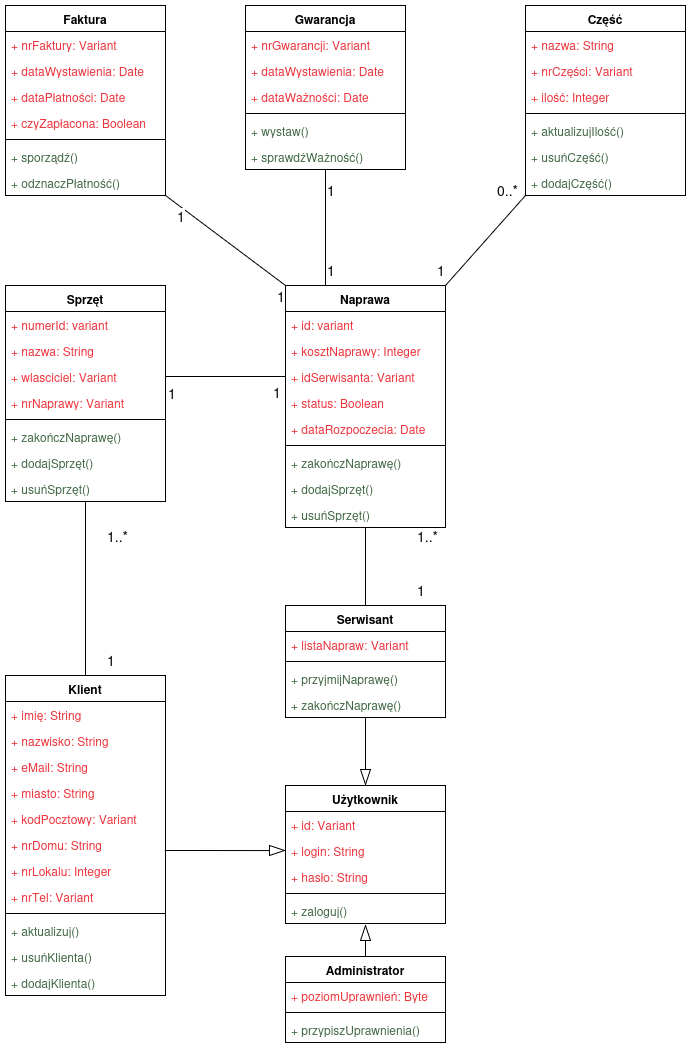 Faktura
+ nrFaktury: Variant
+ dataWystawienia: Date
+ dataPłatności: Date
+ czyZapłacona: Boolean
+ sporządź()
+ odznaczPłatność()
Gwarancja
+ nrGwarancji: Variant
+ dataWystawienia: Date
+ dataWażności: Date
+ wystaw()
+ sprawdźWażność()
Część
+ nazwa: String
+ nrCzęści: Variant
+ ilość: Integer
+ aktualizujIlość()
+ usuńCzęść()
+ dodajCzęść()
1
1
0..*
1
1
1
Sprzęt
+ numerId: variant
+ nazwa: String
+ wlasciciel: Variant
+ nrNaprawy: Variant
+ zakończNaprawę()
+ dodajSprzęt()
+ usuńSprzęt()
1
1
Naprawa
+ id: variant
+ kosztNaprawy: Integer
+ idSerwisanta: Variant
+ status: Boolean
+ dataRozpoczecia: Date
+ zakończNaprawę()
+ dodajSprzęt()
+ usuńSprzęt()
1..*
1..*
1
1
Serwisant
+ listaNapraw: Variant
+ przyjmijNaprawę()
+ zakończNaprawę()
Klient
+ imię: String
+ nazwisko: String
+ eMail: String
+ miasto: String
+ kodPocztowy: Variant
+ nrDomu: String
+ nrLokalu: Integer
+ nrTel: Variant
+ aktualizuj()
+ usuńKlienta()
+ dodajKlienta()
Użytkownik
+ id: Variant
+ login: String
+ hasło: String
+ zaloguj()
Administrator
+ poziomUprawnień: Byte
+ przypiszUprawnienia()